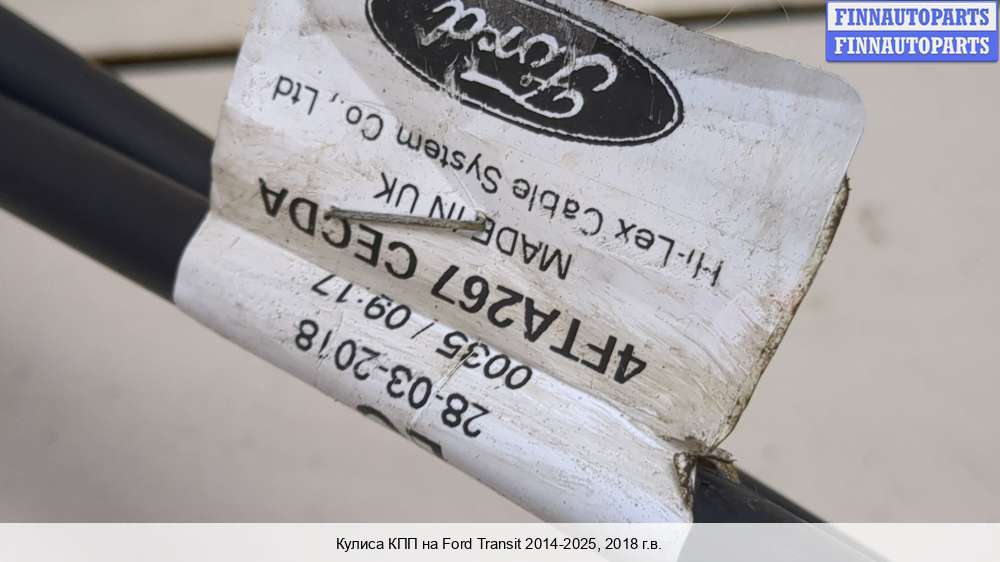 FINNAUTOPARTS
FINNAUTOPARTS
Ford
Hi-Lex Cable System Co., Ltd
MADE IN UK
4FTA267 CECDA
0035 / 09:17
28-03-2018
Кулиса КПП на Ford Transit 2014-2025, 2018 г.в.